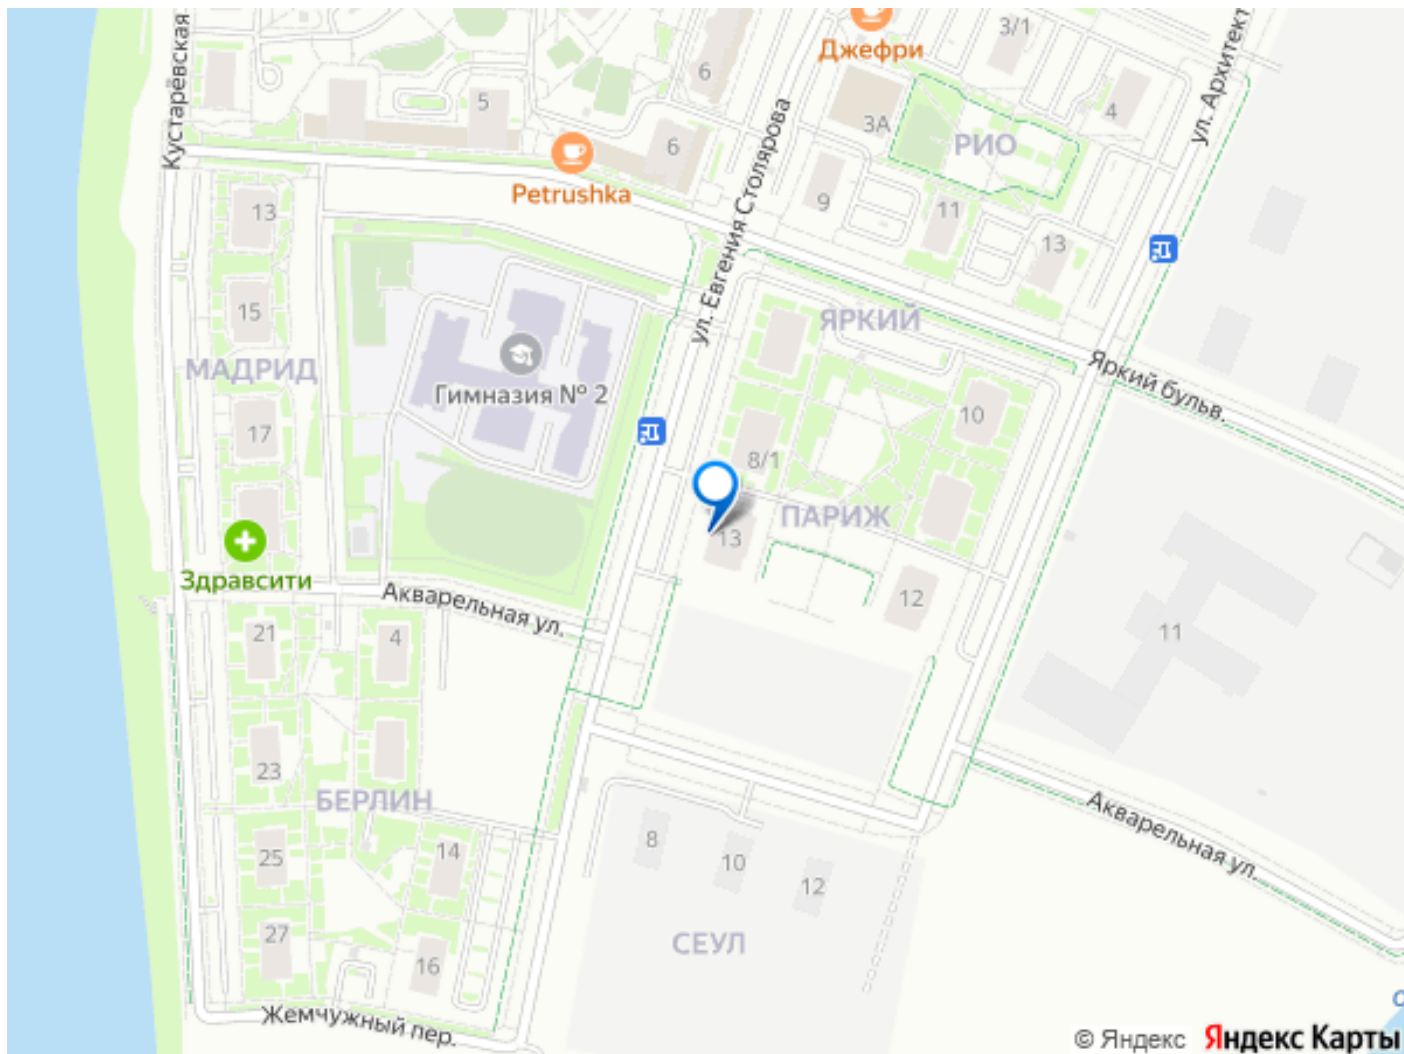 Кустарёвская
Джефри
3/1
ул. Архитект
6
5
4
3А
РИО
Petrushka
6
ул. Евгения Столярова
9
11
13
13
15
ЯРКИЙ
МАДРИД
Гимназия № 2
Яркий бульв.
17
10
8/1
ПАРИЖ
13
Здравсити
Акварельная ул.
12
11
21
4
23
БЕРЛИН
Акварельная ул.
8
10
12
25
14
27
16
СЕУЛ
Жемчужный пер.
© Яндекс Яндекс Карты